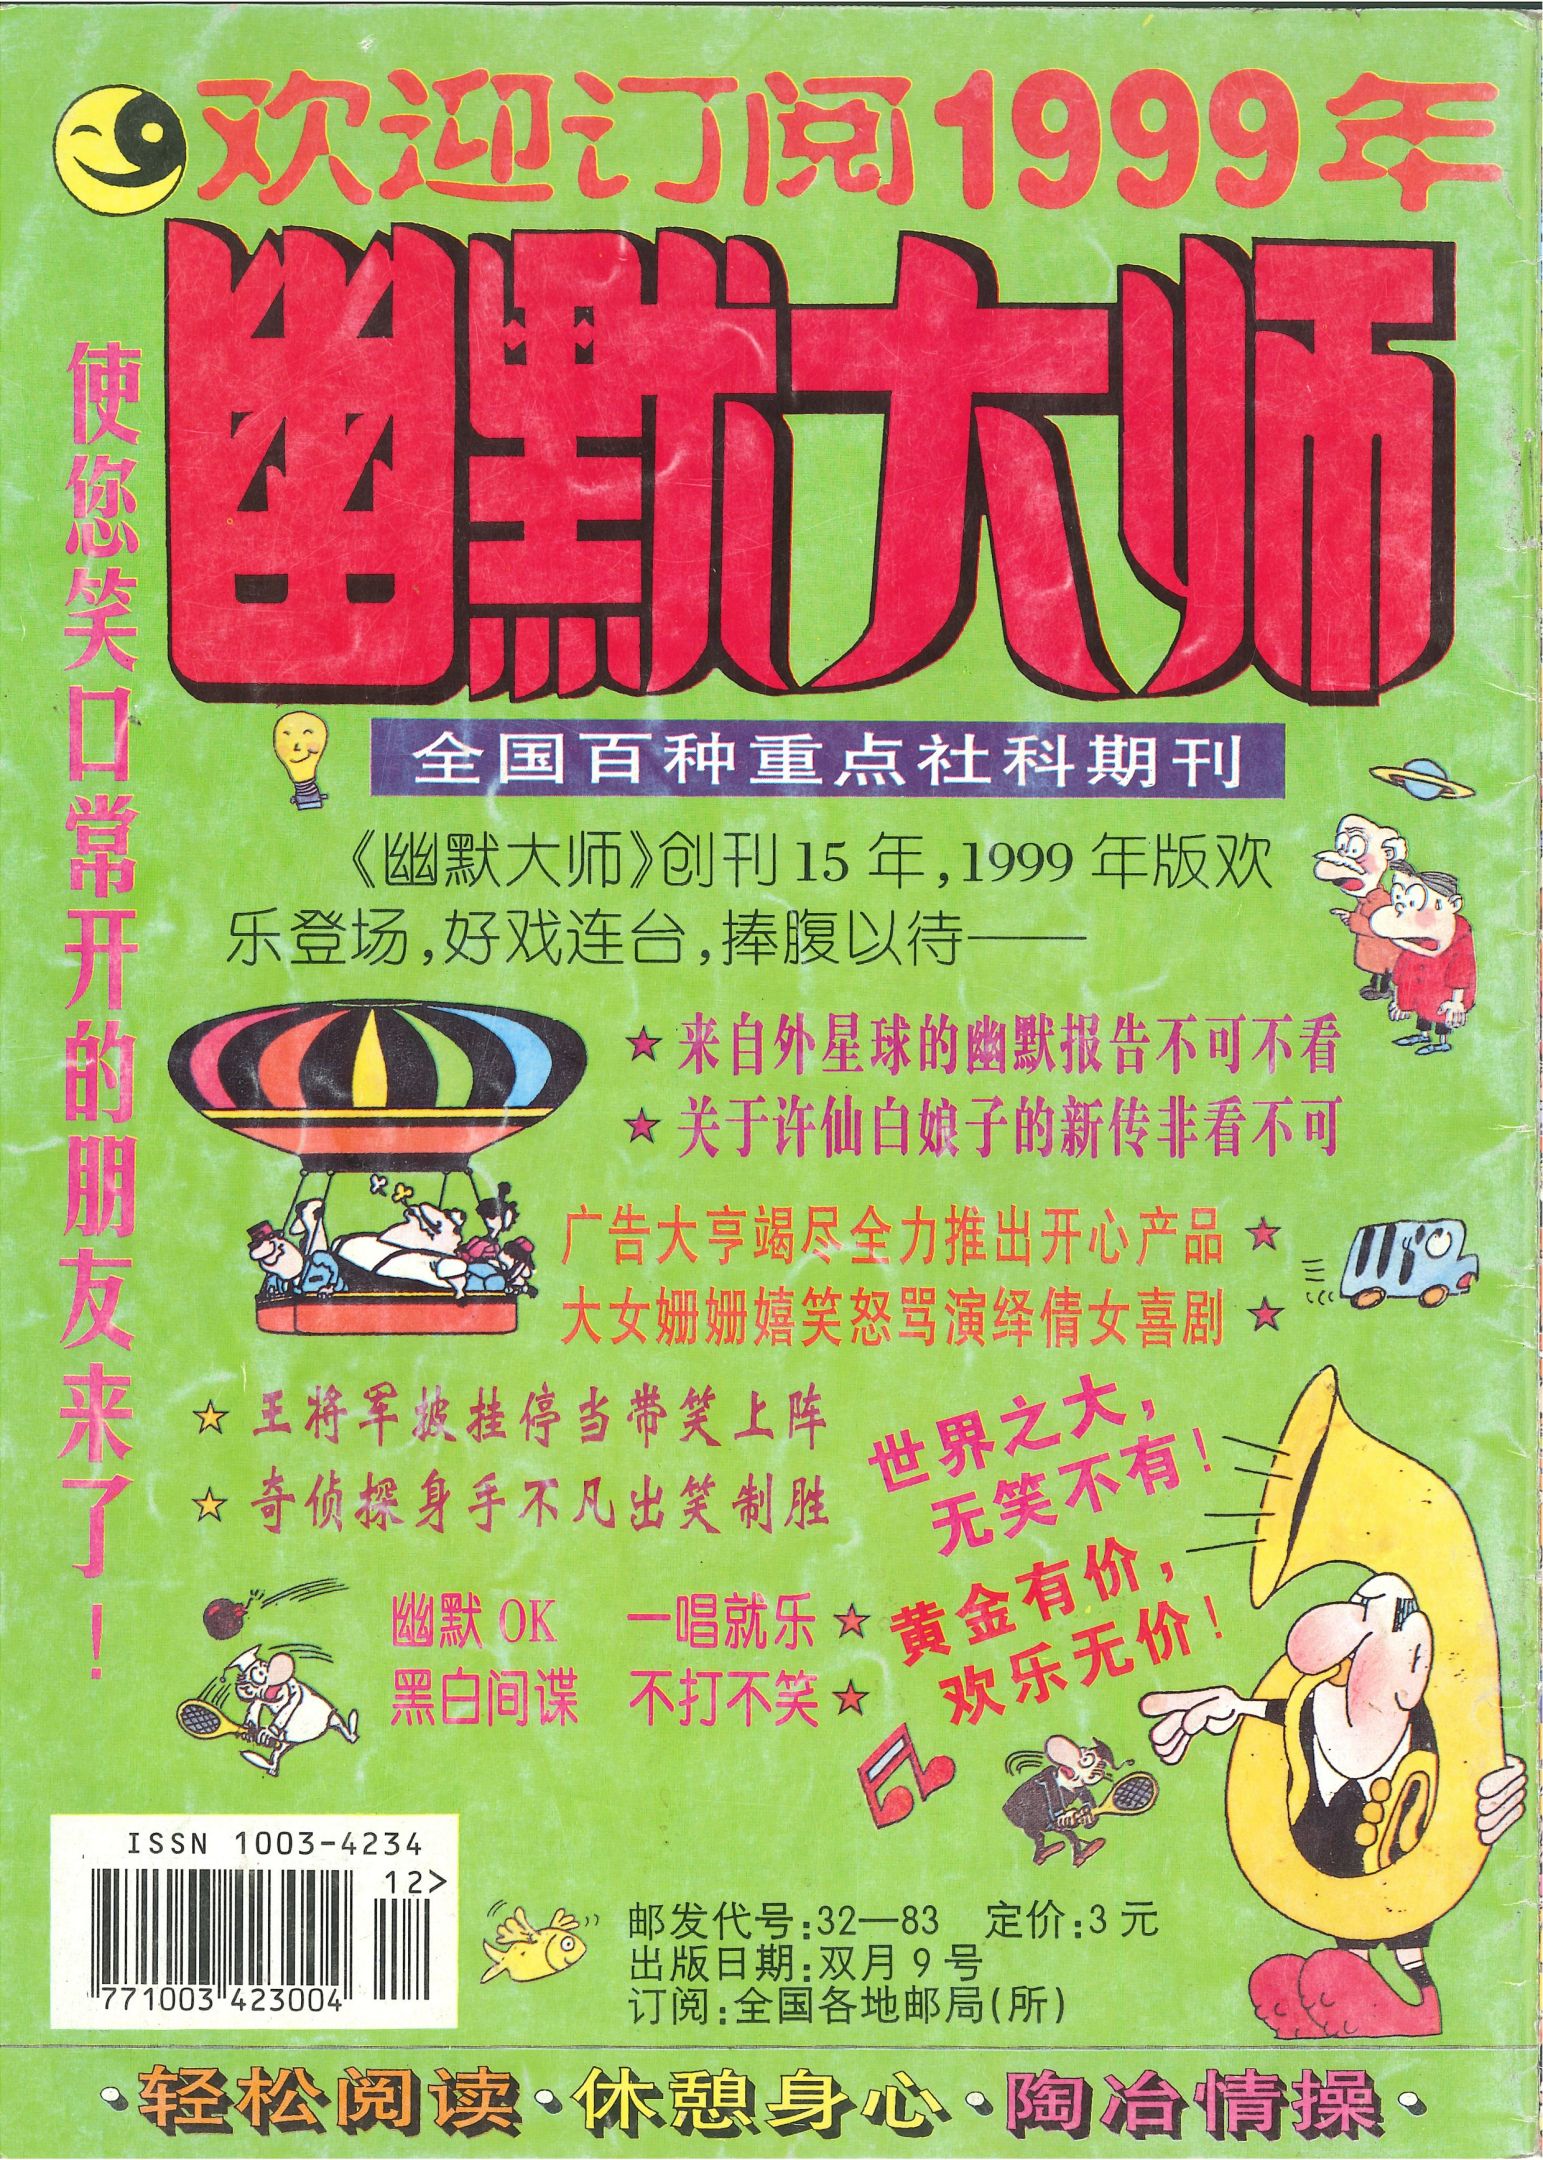 欢迎订阅1999年
幽默大师
使您笑口常开的朋友来了！
全国百种重点社科期刊
《幽默大师》创刊15年,1999年版欢
乐登场,好戏连台,捧腹以待——
★来自外星球的幽默报告不可不看
★关于许仙白娘子的新传非看不可
广告大亨竭尽全力推出开心产品★
大女姗姗嬉笑怒骂演绎倩女喜剧★
☆王将军披挂停当带笑上阵
☆奇侦探身手不凡出笑制胜
世界之大,
无笑不有!
黄金有价,
欢乐无价!
幽默OK 一唱就乐★
黑白间谍 不打不笑★
ISSN 1003-4234
12>
771003 423004
邮发代号:32—83 定价:3元
出版日期:双月9号
订阅:全国各地邮局(所)
·轻松阅读·休憩身心·陶冶情操·